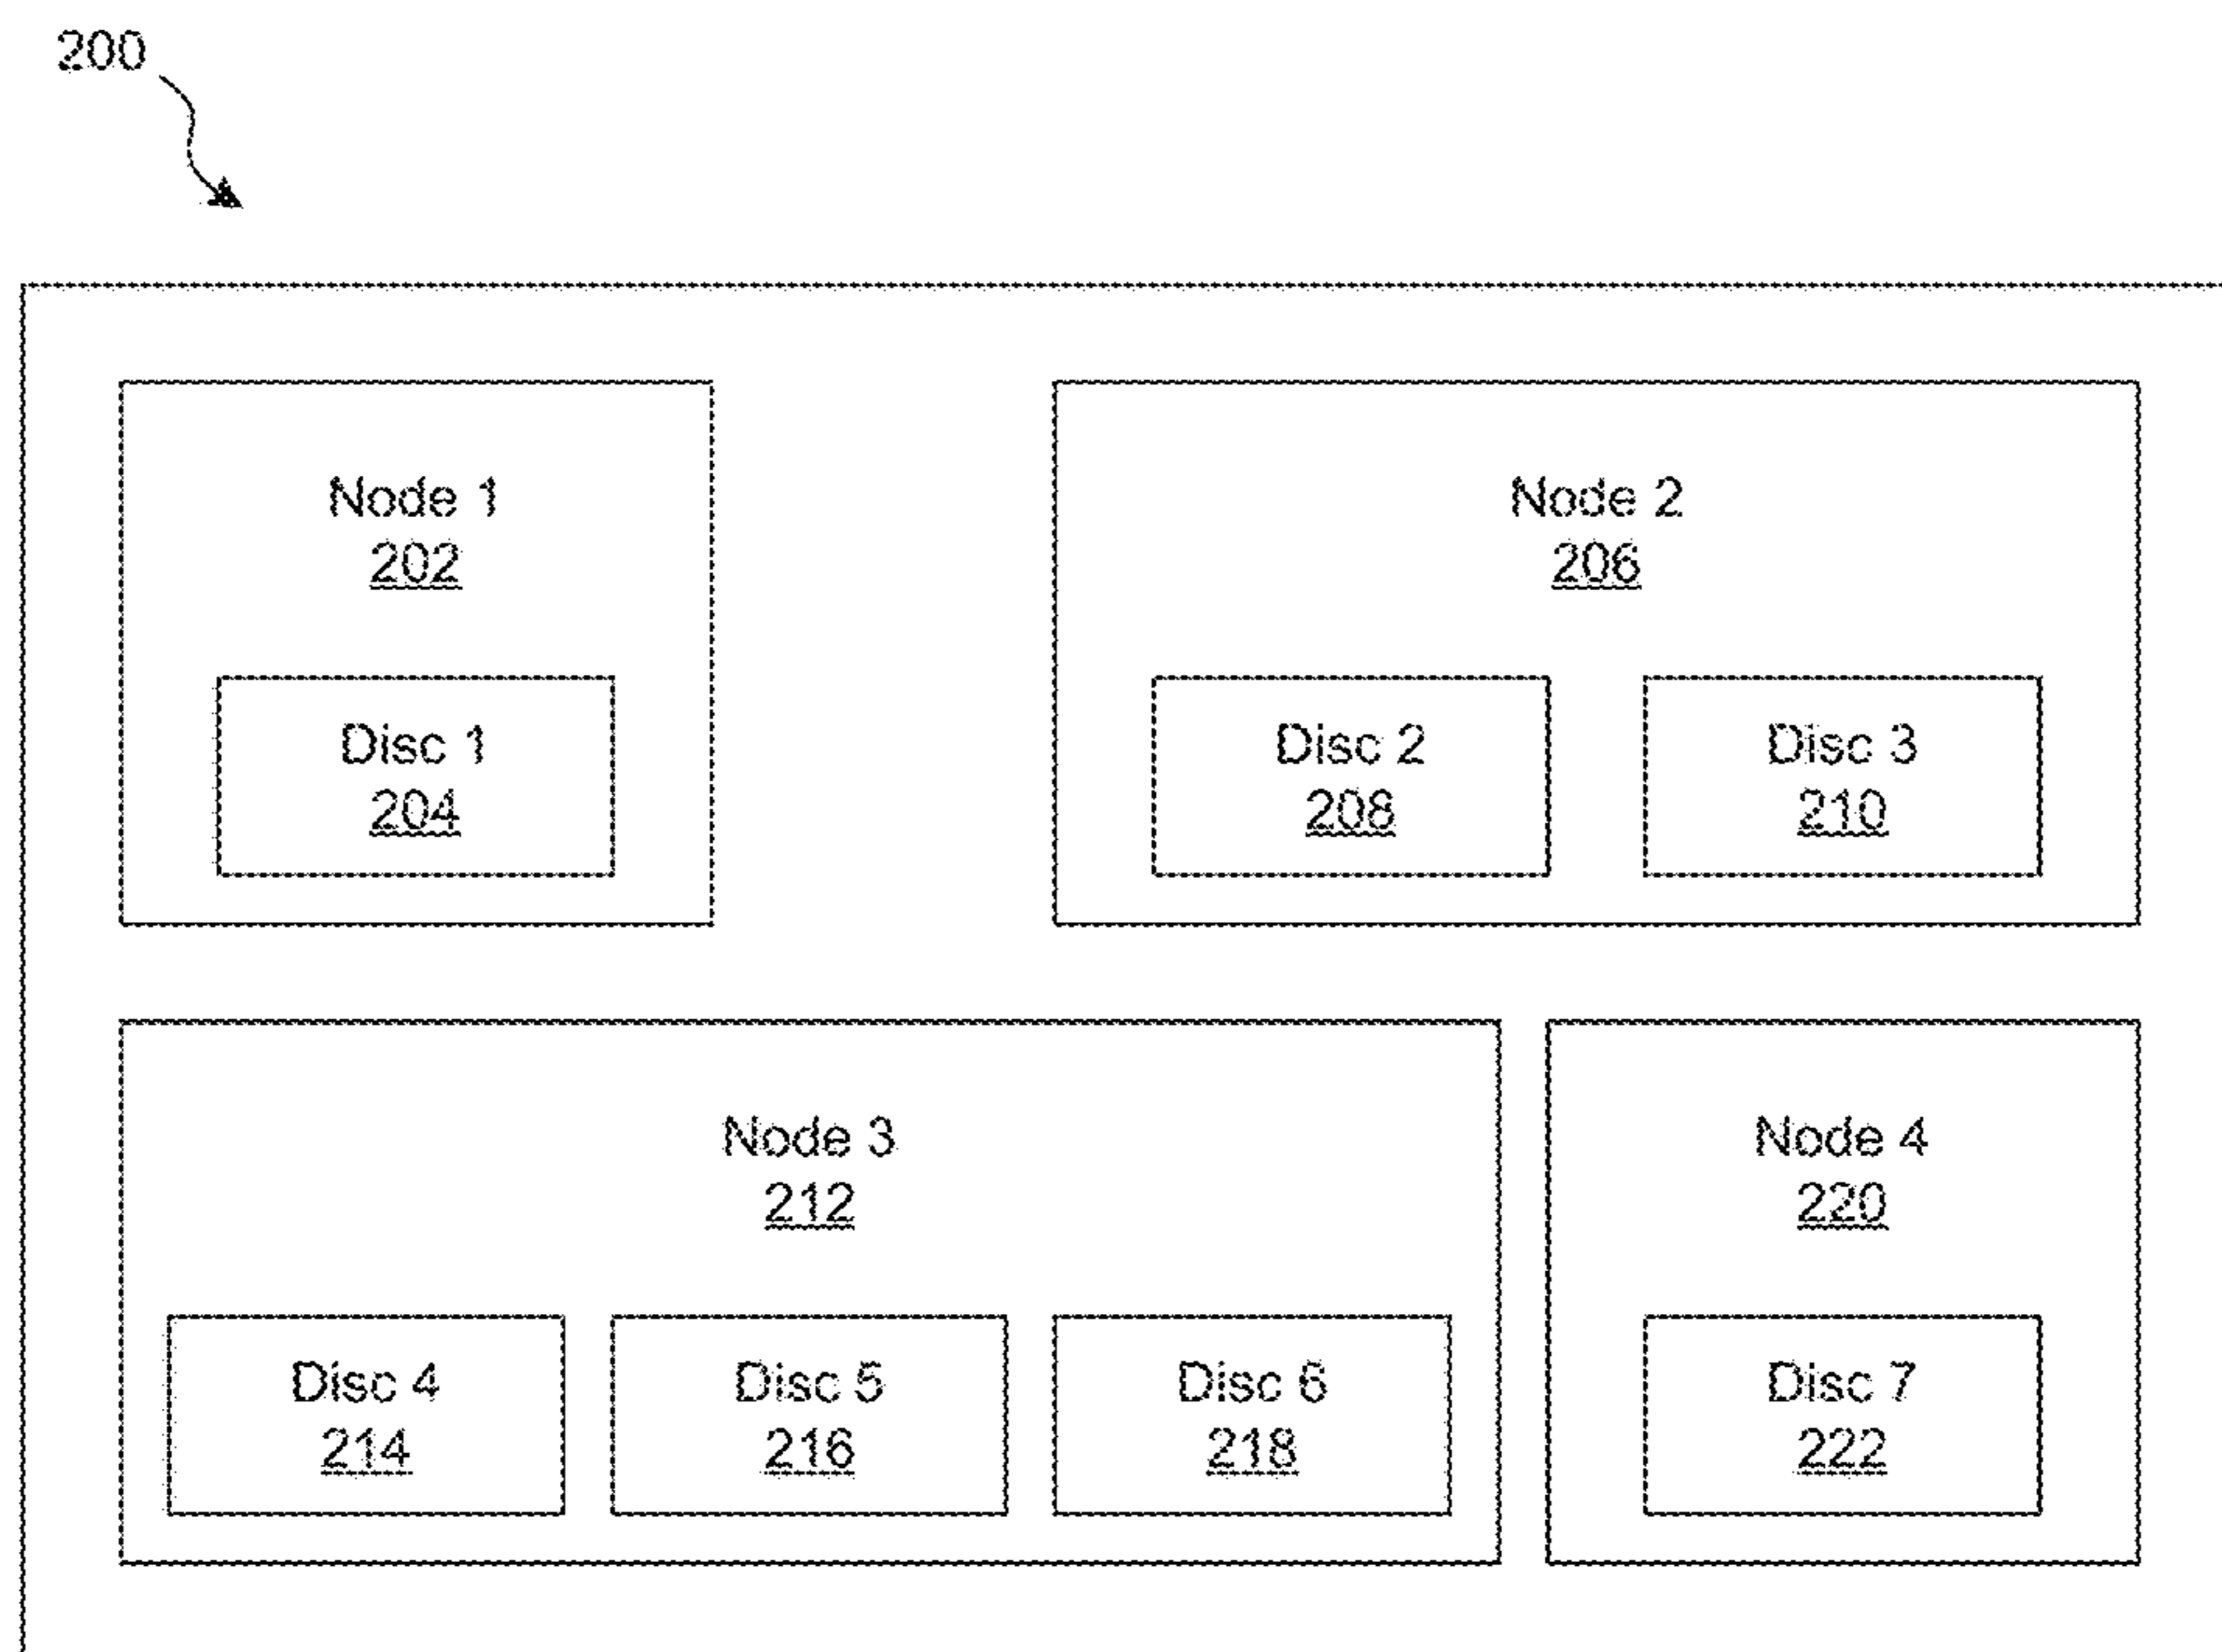 200
Node 1
202
Disc 1
204
Node 2
206
Disc 2
208
Disc 3
210
Node 3
212
Disc 4
214
Disc 5
216
Disc 6
218
Node 4
220
Disc 7
222